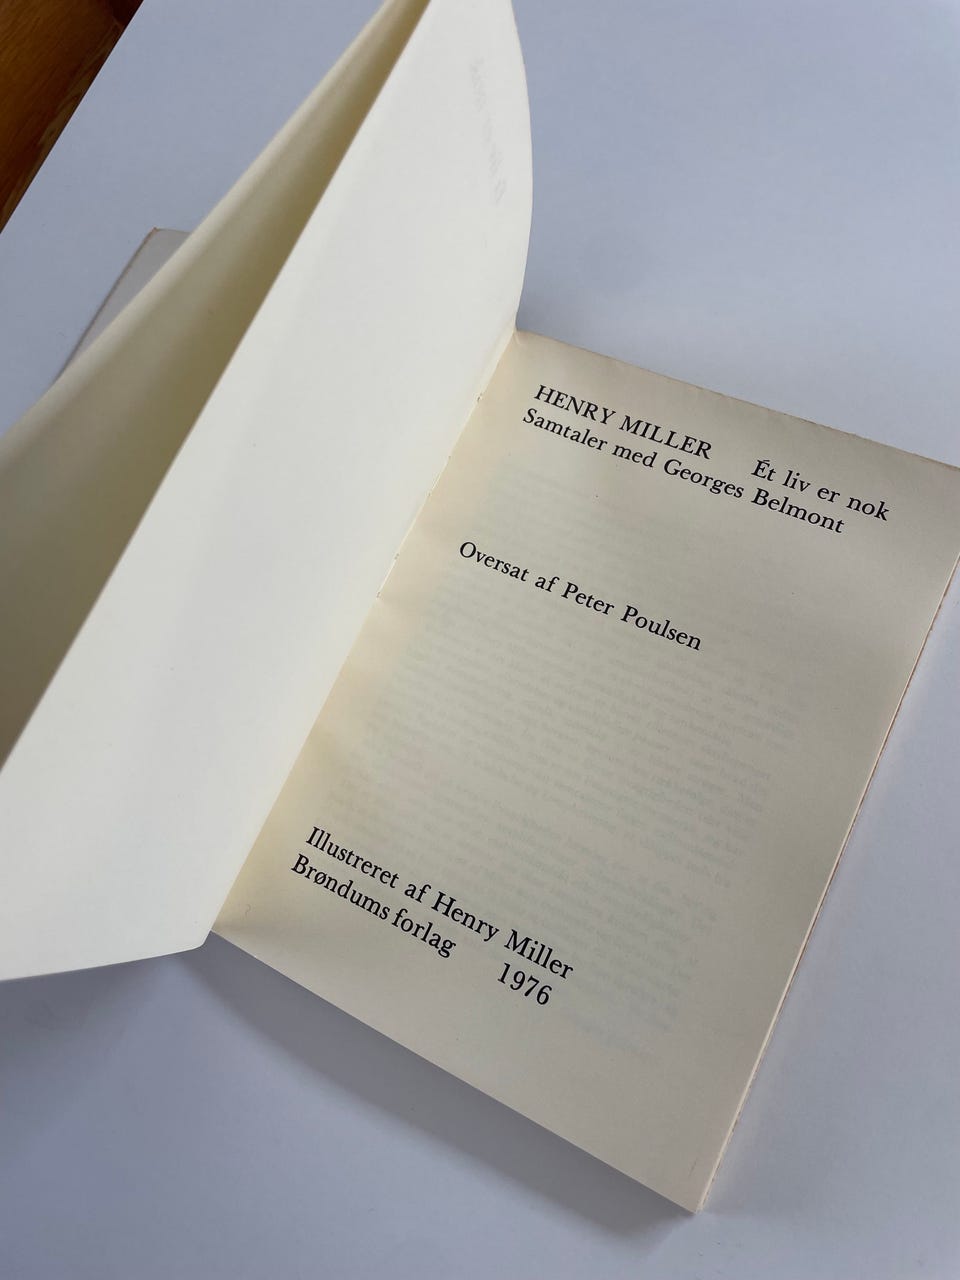 HENRY MILLER Ét liv er nok
Samtaler med Georges Belmont
Oversat af Peter Poulsen
Illustreret af Henry Miller
Brøndums forlag 1976